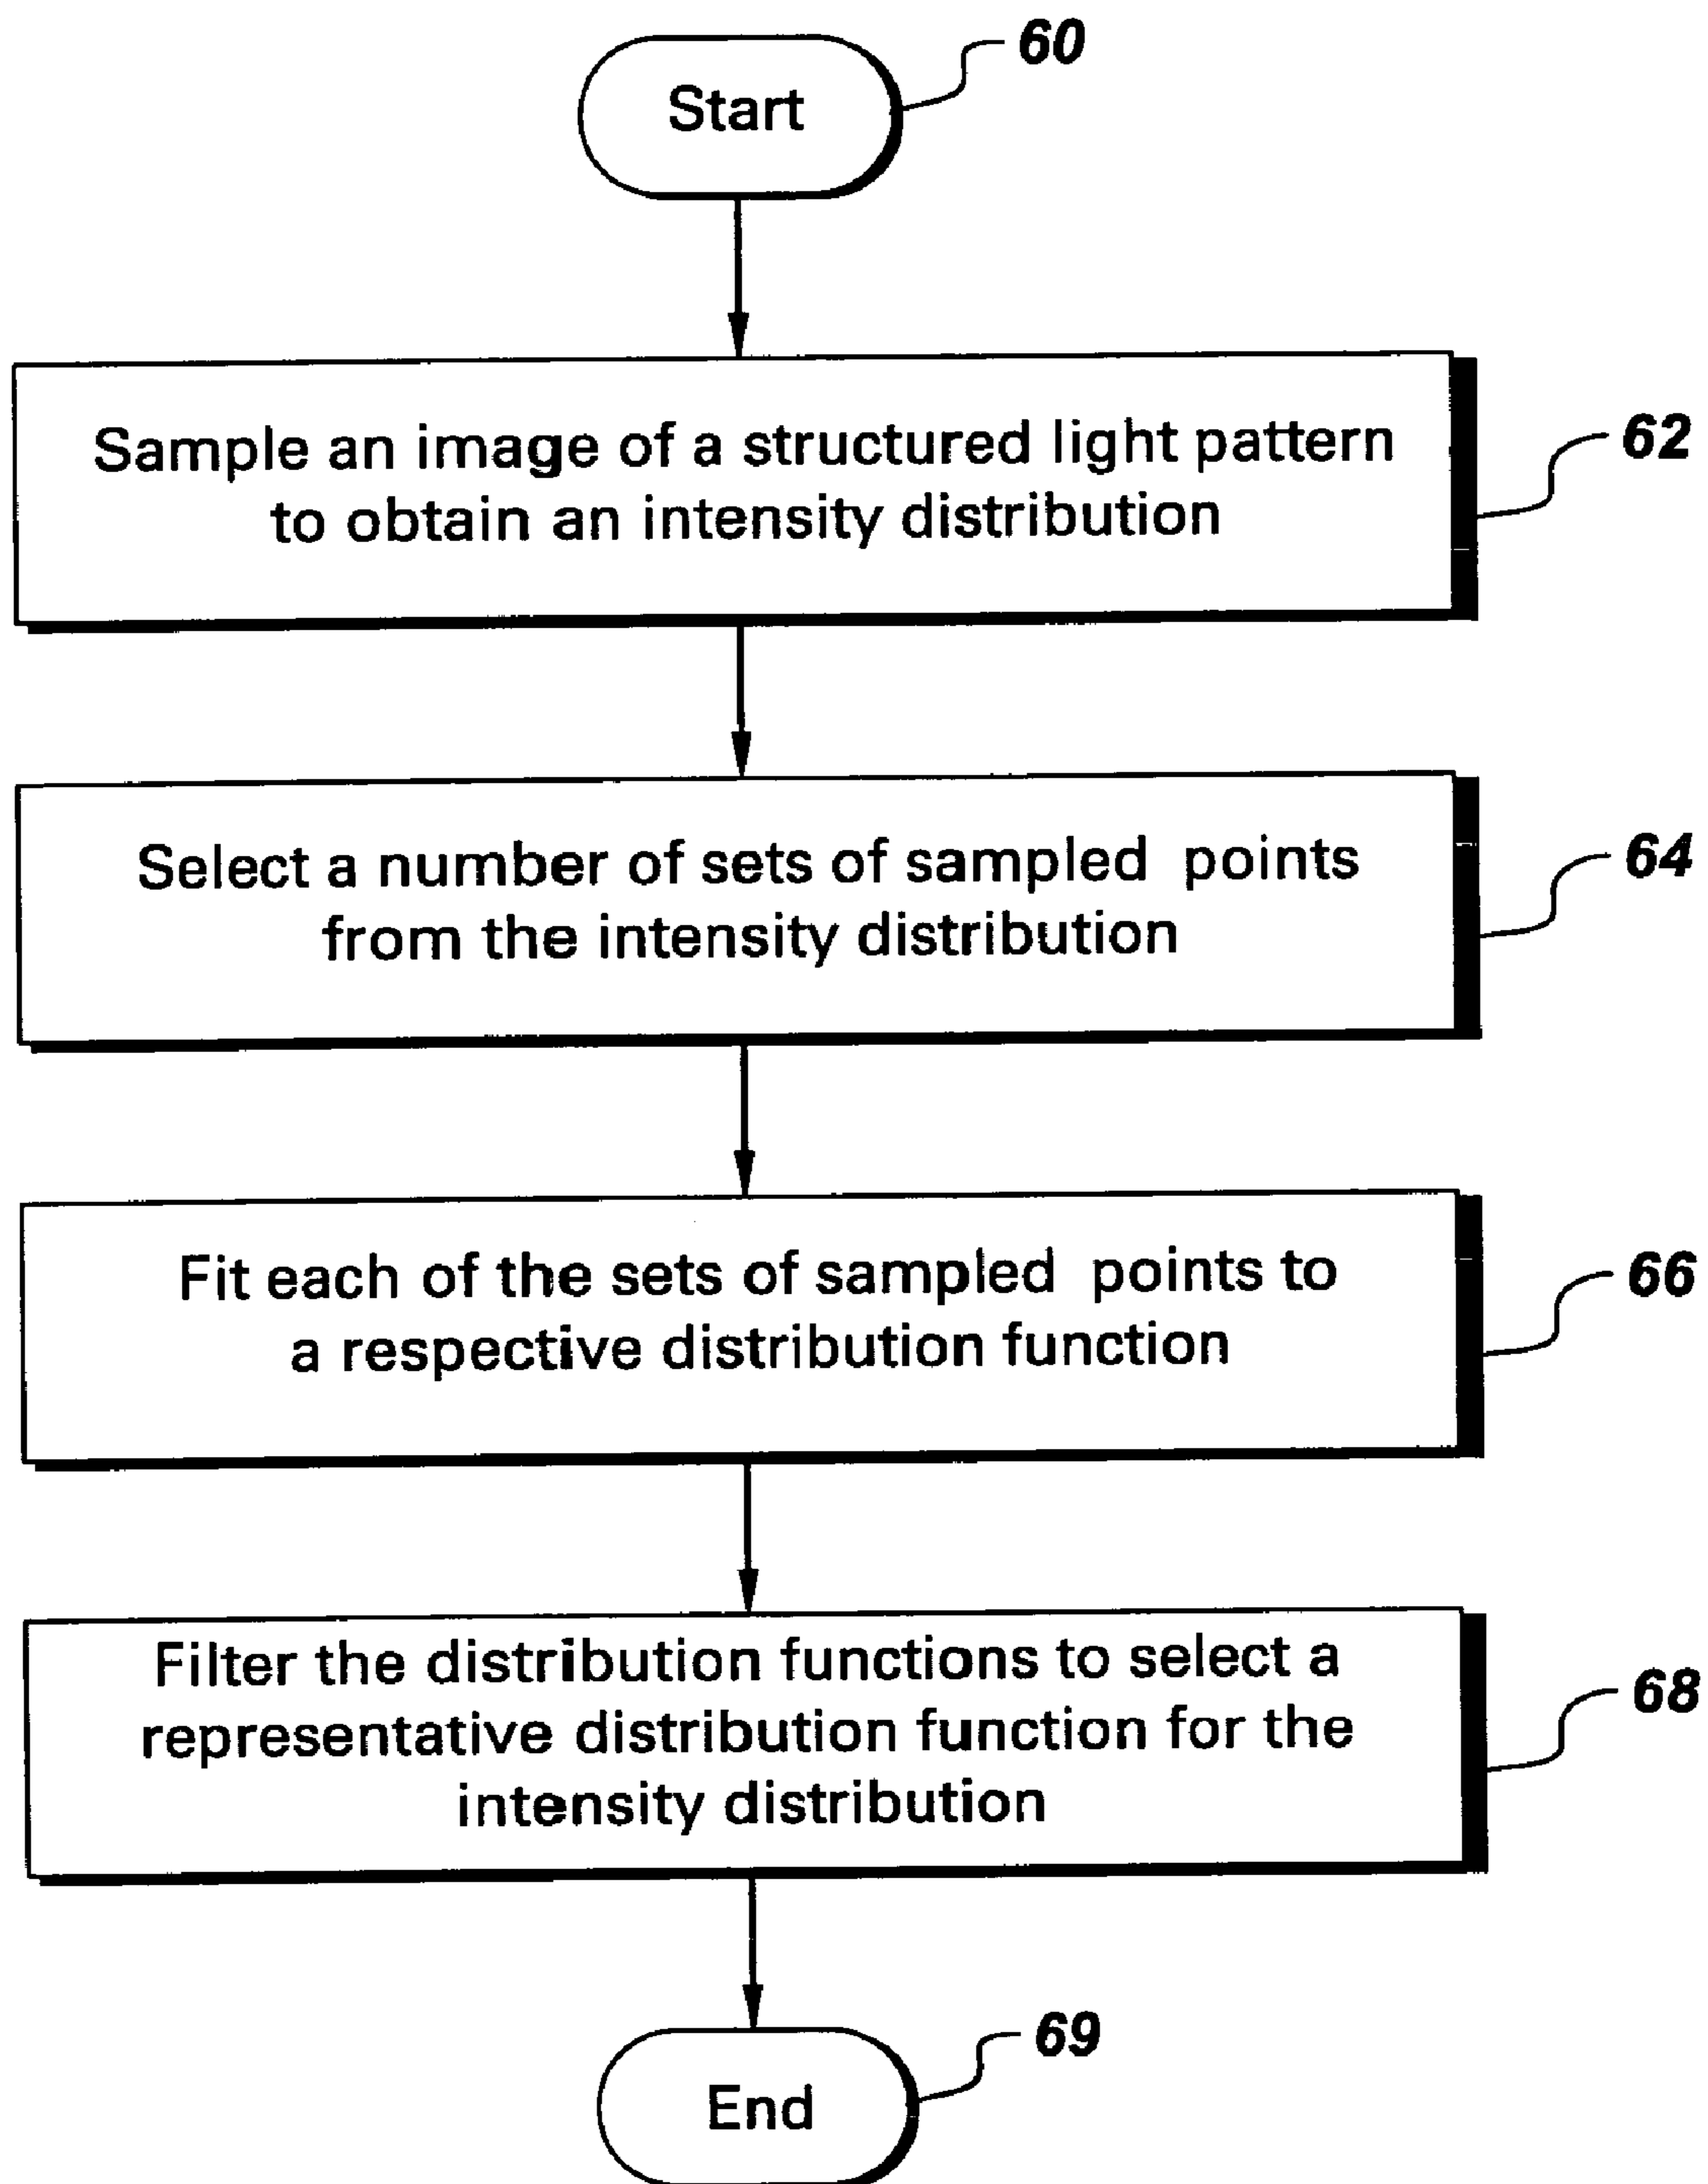 60
Start
Sample an image of a structured light pattern
to obtain an intensity distribution
62
Select a number of sets of sampled points
from the intensity distribution
64
Fit each of the sets of sampled points to
a respective distribution function
66
Filter the distribution functions to select a
representative distribution function for the
intensity distribution
68
69
End